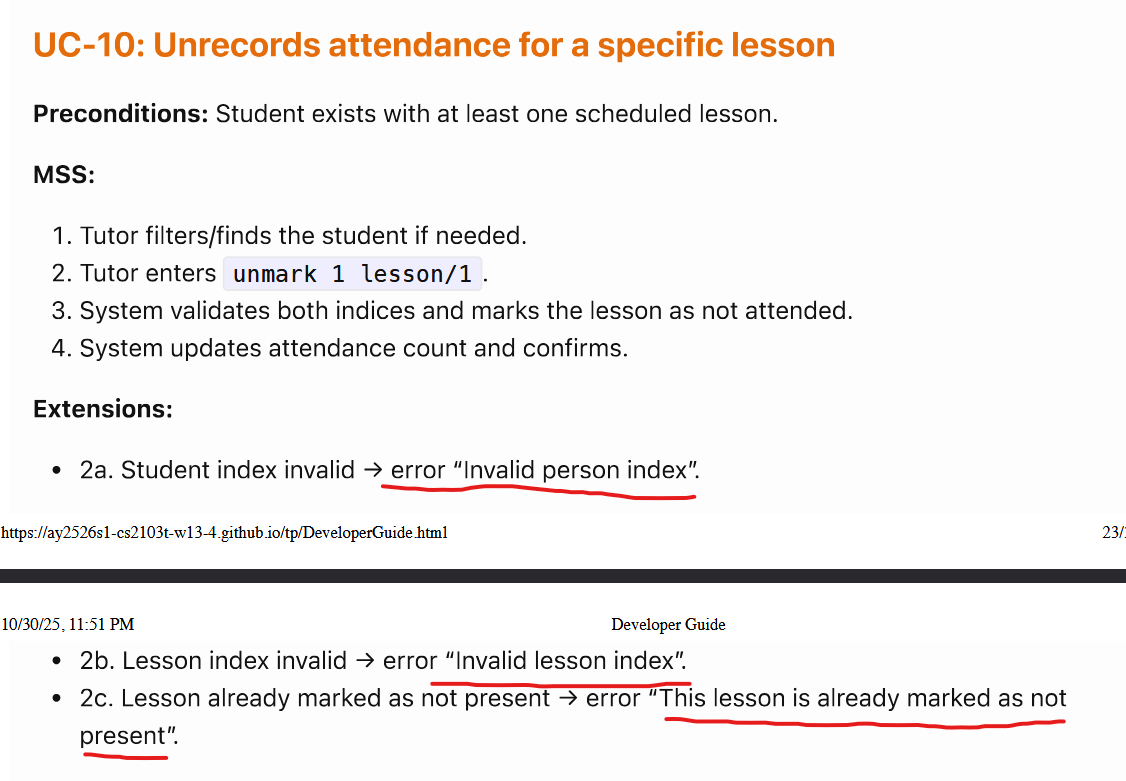 UC-10: Unrecords attendance for a specific lesson
Preconditions: Student exists with at least one scheduled lesson.
MSS:
1. Tutor filters/finds the student if needed.
2. Tutor enters unmark 1 lesson/1.
3. System validates both indices and marks the lesson as not attended.
4. System updates attendance count and confirms.
Extensions:
• 2a. Student index invalid → error “Invalid person index”.
https://ay2526s1-cs2103t-w13-4.github.io/tp/DeveloperGuide.html 23/
10/30/25, 11:51 PM Developer Guide
• 2b. Lesson index invalid → error “Invalid lesson index”.
• 2c. Lesson already marked as not present → error “This lesson is already marked as not
present”.